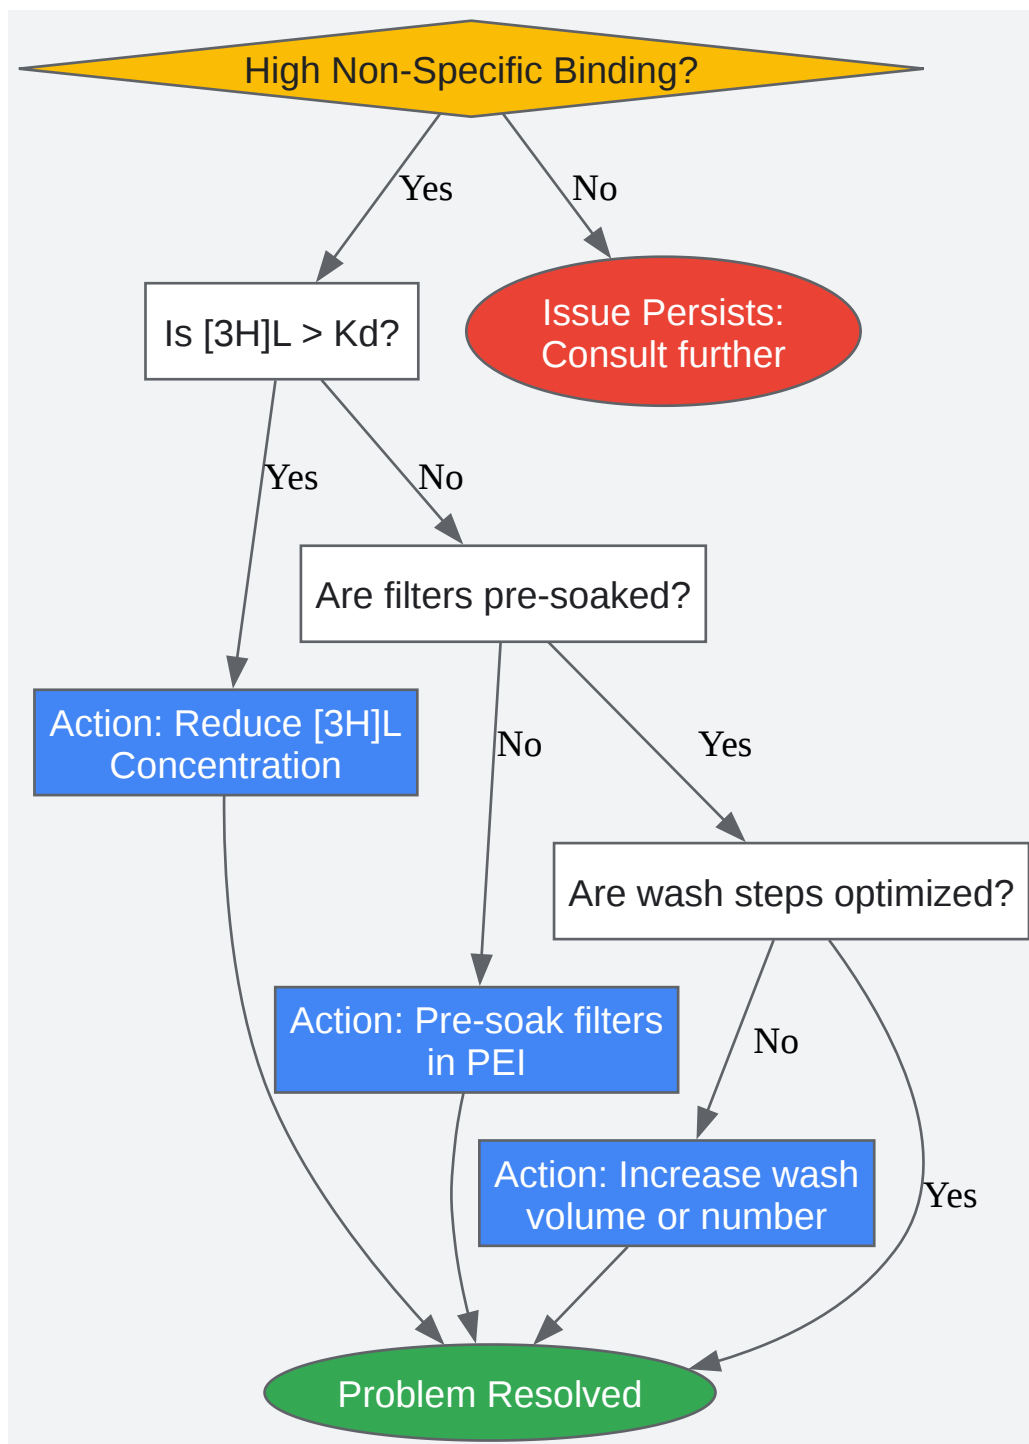 High Non-Specific Binding?
Yes
No
Is [3H]L > Kd?
Issue Persists:
Consult further
Yes
No
Are filters pre-soaked?
Action: Reduce [3H]L
Concentration
No
Yes
Are wash steps optimized?
Action: Pre-soak filters
in PEI
No
Action: Increase wash
volume or number
Yes
Problem Resolved